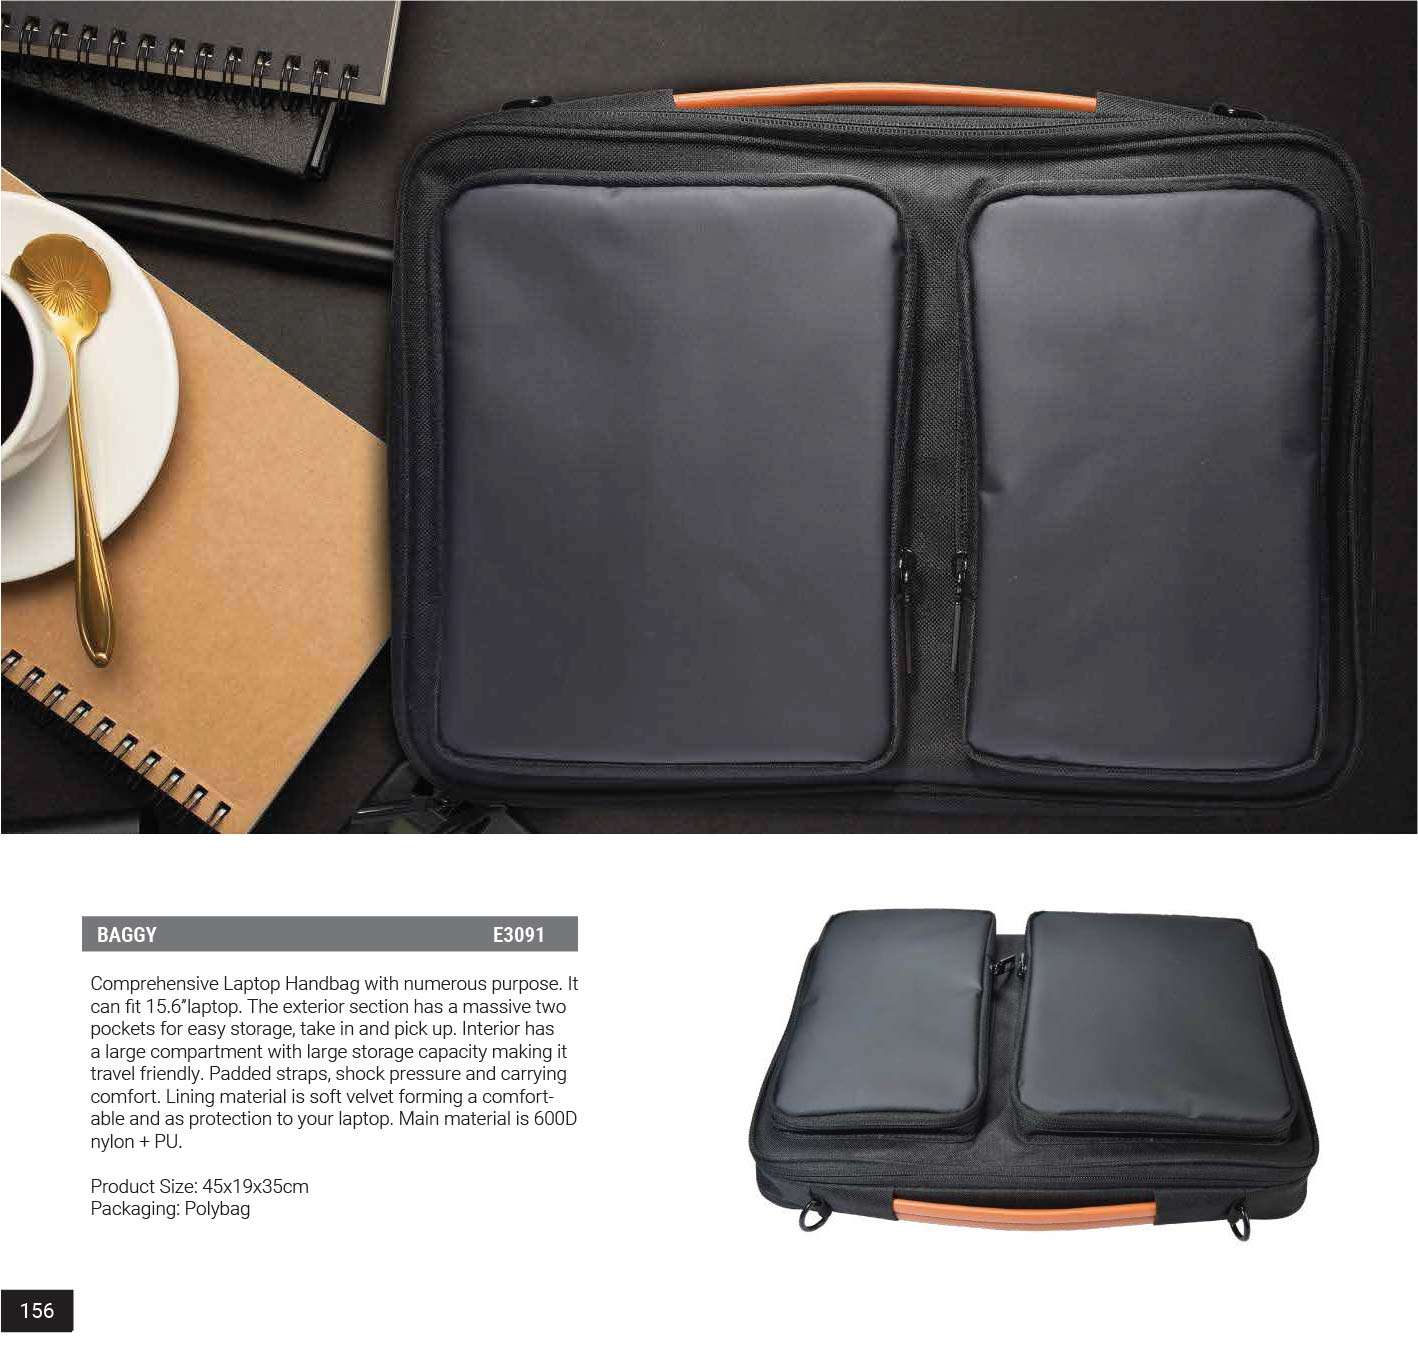 BAGGY E3091
Comprehensive Laptop Handbag with numerous purpose. It
can fit 15.6”laptop. The exterior section has a massive two
pockets for easy storage, take in and pick up. Interior has
a large compartment with large storage capacity making it
travel friendly. Padded straps, shock pressure and carrying
comfort. Lining material is soft velvet forming a comfort-
able and as protection to your laptop. Main material is 600D
nylon + PU.
Product Size: 45x19x35cm
Packaging: Polybag
156